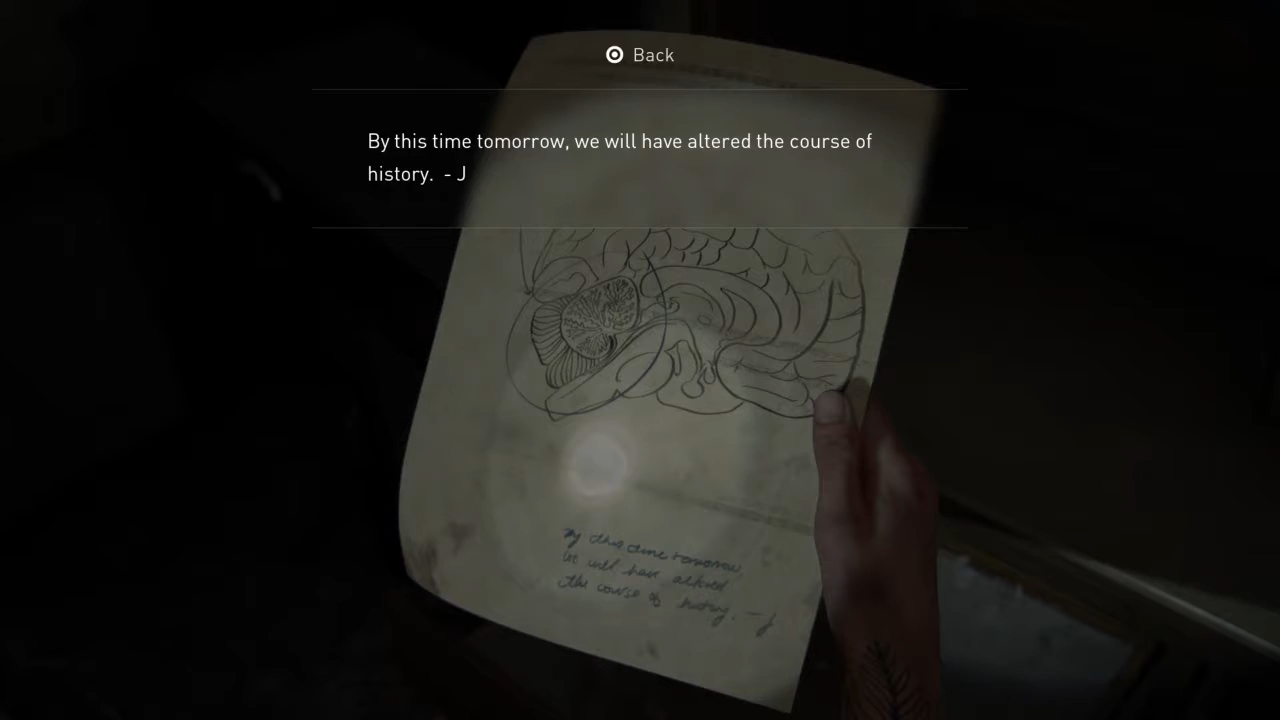 Back
By this time tomorrow, we will have altered the course of
history. - J
By this time tomorrow
we will have altered
the course of history. - J